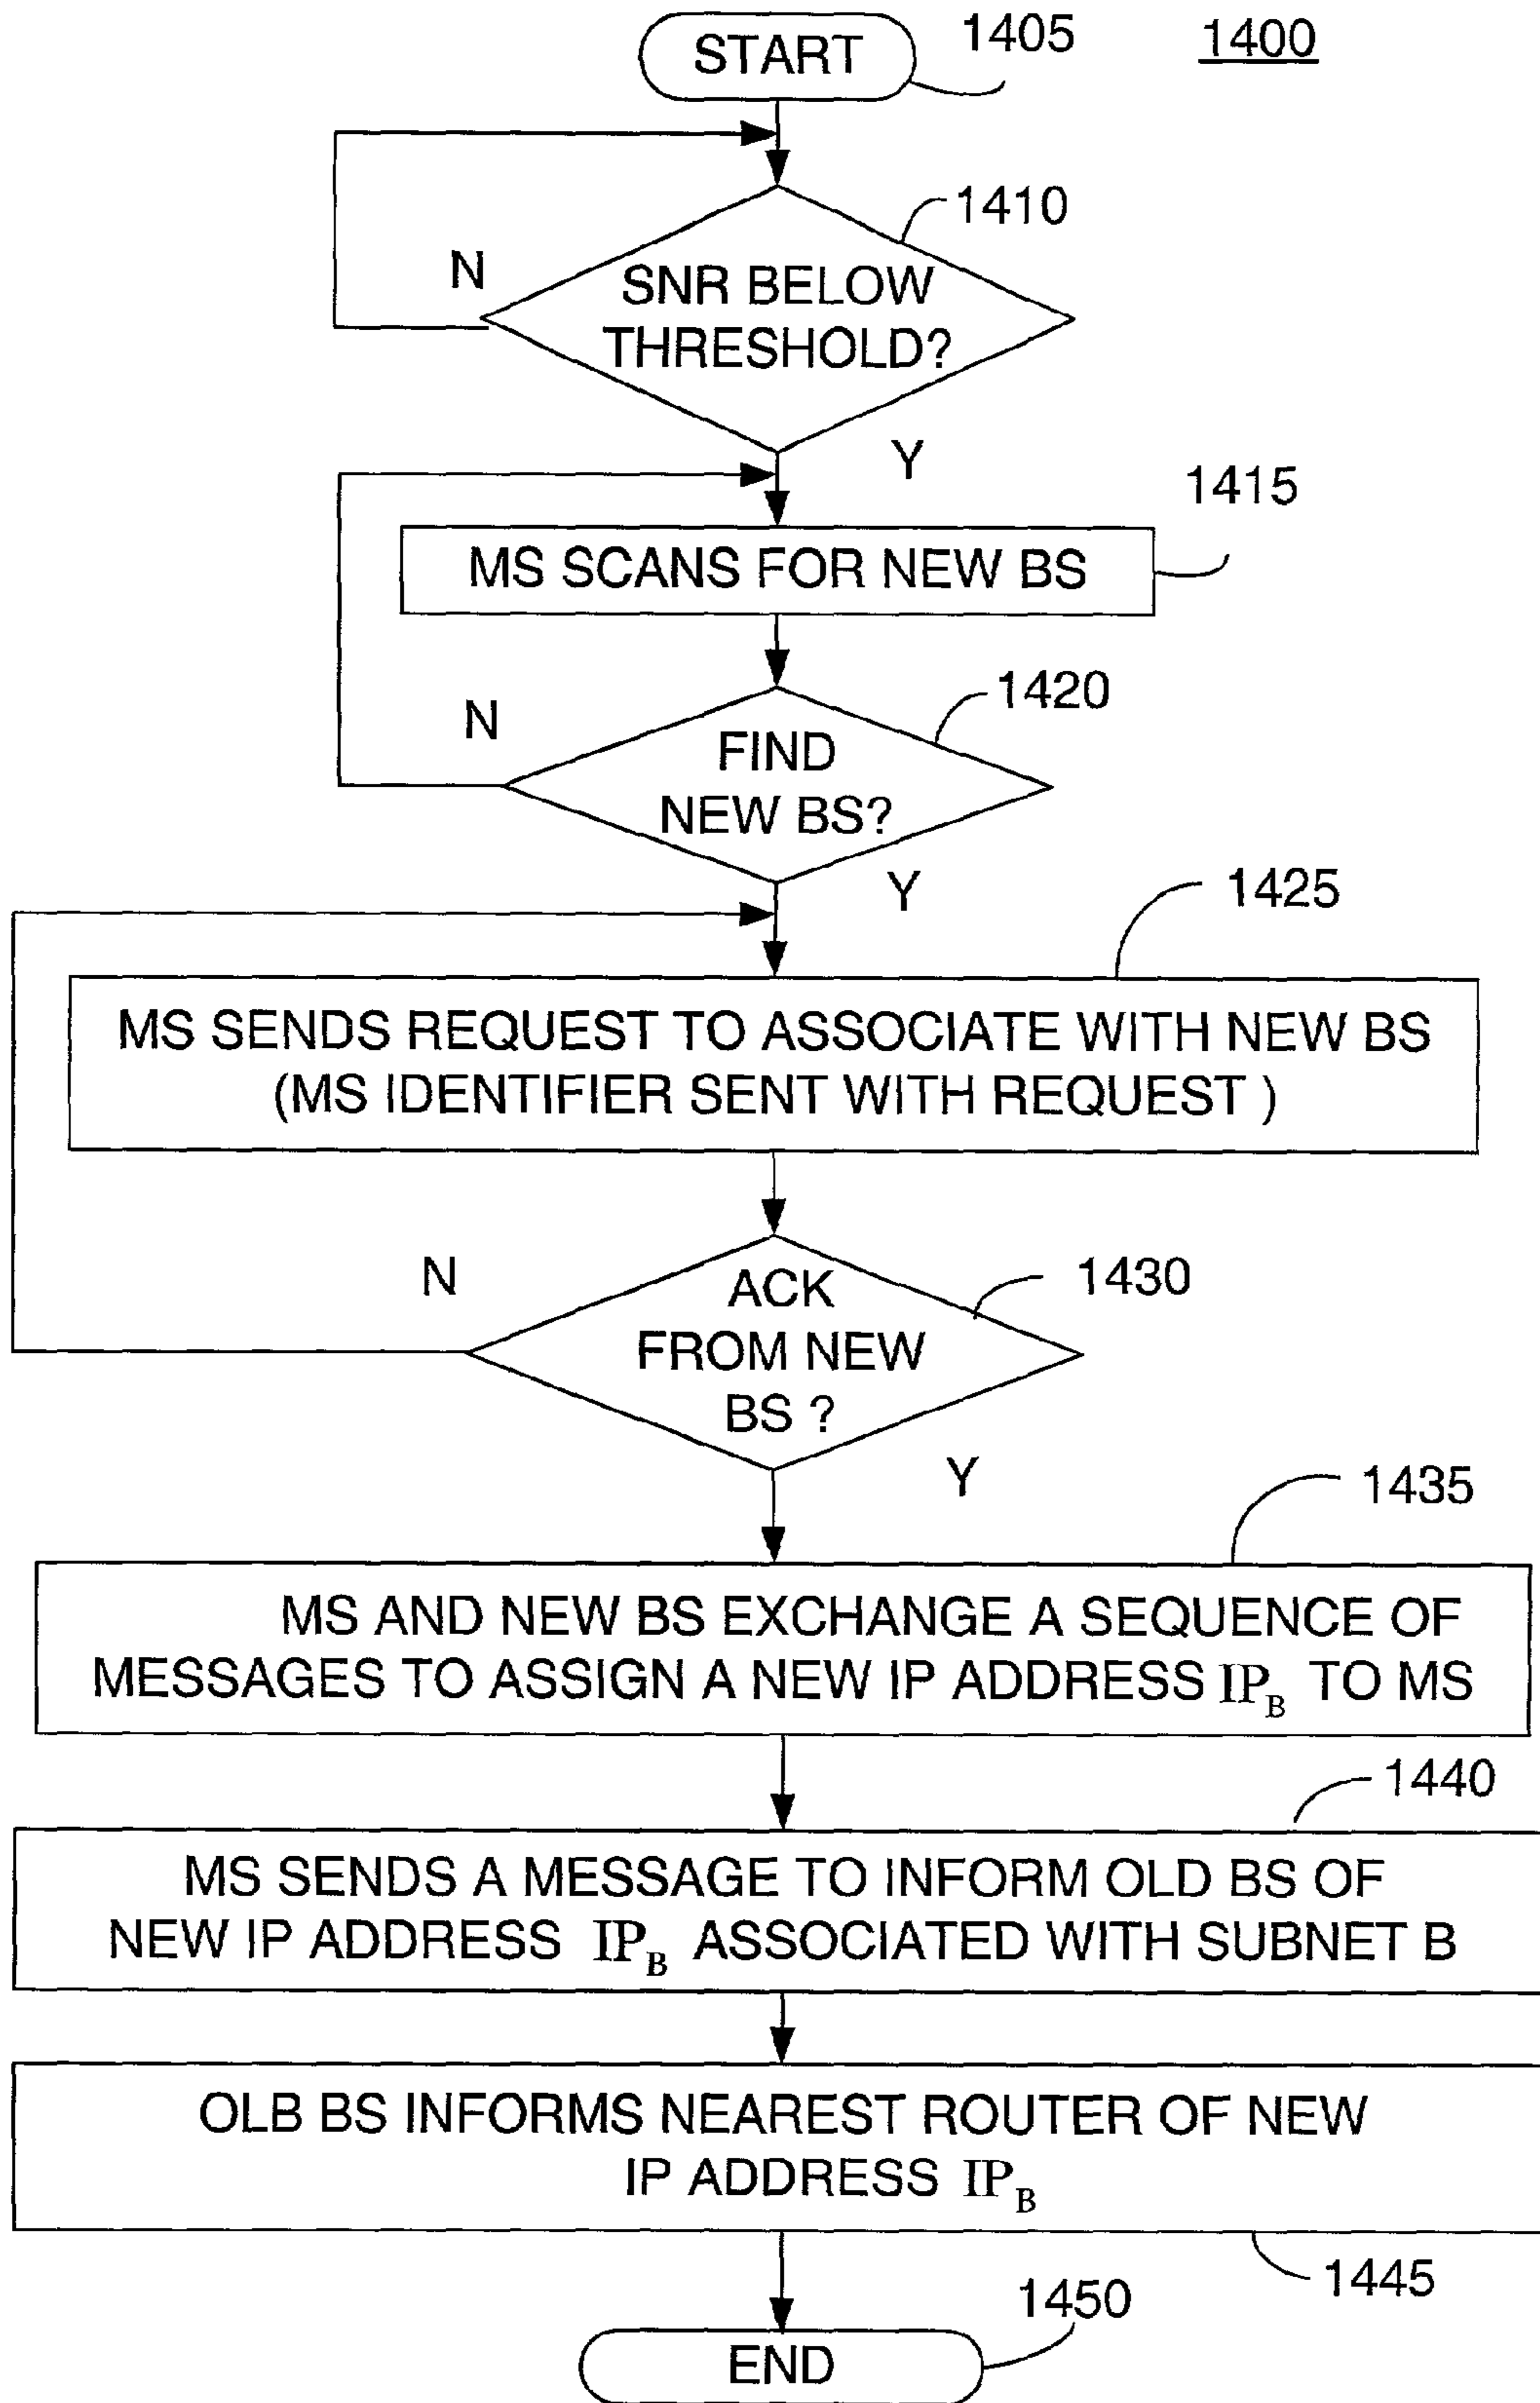 START
1405
1400
1410
N
SNR BELOW
THRESHOLD?
Y
1415
MS SCANS FOR NEW BS
1420
N
FIND
NEW BS?
Y
1425
MS SENDS REQUEST TO ASSOCIATE WITH NEW BS
(MS IDENTIFIER SENT WITH REQUEST )
N
1430
ACK
FROM NEW
BS ?
Y
1435
MS AND NEW BS EXCHANGE A SEQUENCE OF
MESSAGES TO ASSIGN A NEW IP ADDRESS IP_B TO MS
1440
MS SENDS A MESSAGE TO INFORM OLD BS OF
NEW IP ADDRESS IP_B ASSOCIATED WITH SUBNET B
OLB BS INFORMS NEAREST ROUTER OF NEW
IP ADDRESS IP_B
1445
1450
END